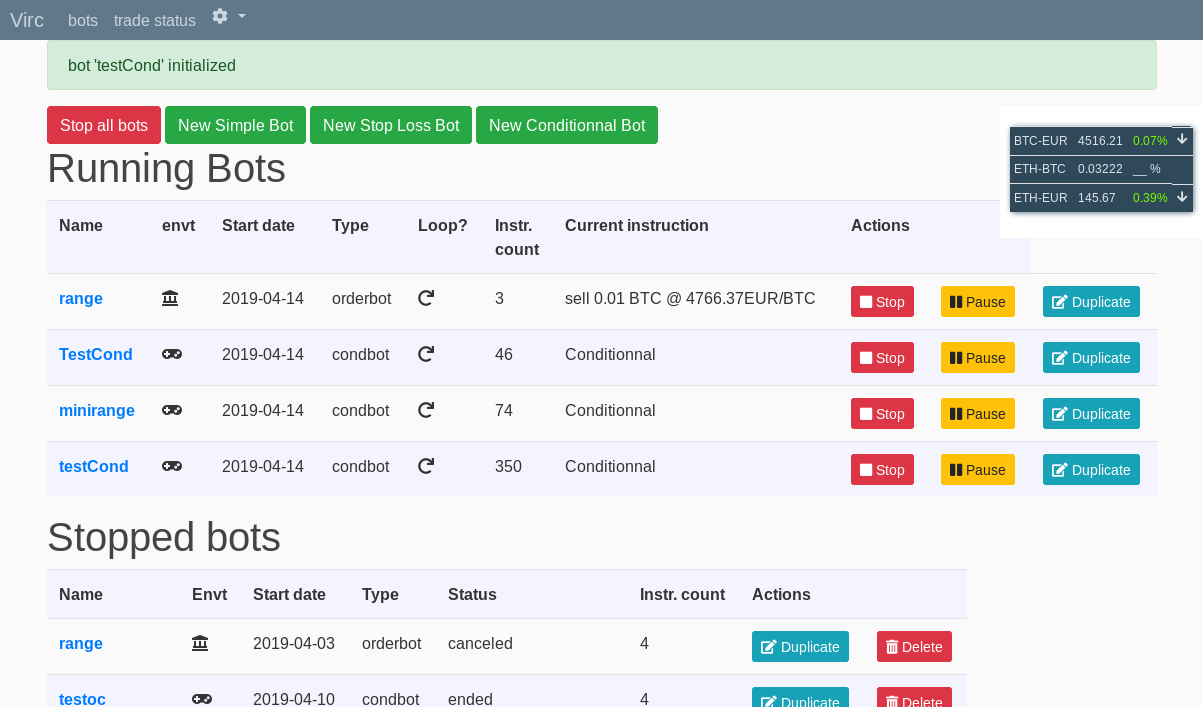 Virc bots trade status
bot 'testCond' initialized
Stop all bots New Simple Bot New Stop Loss Bot New Conditionnal Bot
BTC-EUR 4516.21 0.07%
ETH-BTC 0.03222 __ %
ETH-EUR 145.67 0.39%
Running Bots
Name envt Start date Type Loop? Instr. count Current instruction Actions
range 2019-04-14 orderbot 3 sell 0.01 BTC @ 4766.37EUR/BTC Stop Pause Duplicate
TestCond 2019-04-14 condbot 46 Conditionnal Stop Pause Duplicate
minirange 2019-04-14 condbot 74 Conditionnal Stop Pause Duplicate
testCond 2019-04-14 condbot 350 Conditionnal Stop Pause Duplicate
Stopped bots
Name Envt Start date Type Status Instr. count Actions
range 2019-04-03 orderbot canceled 4 Duplicate Delete
testoc 2019-04-10 condbot ended 4 Duplicate Delete